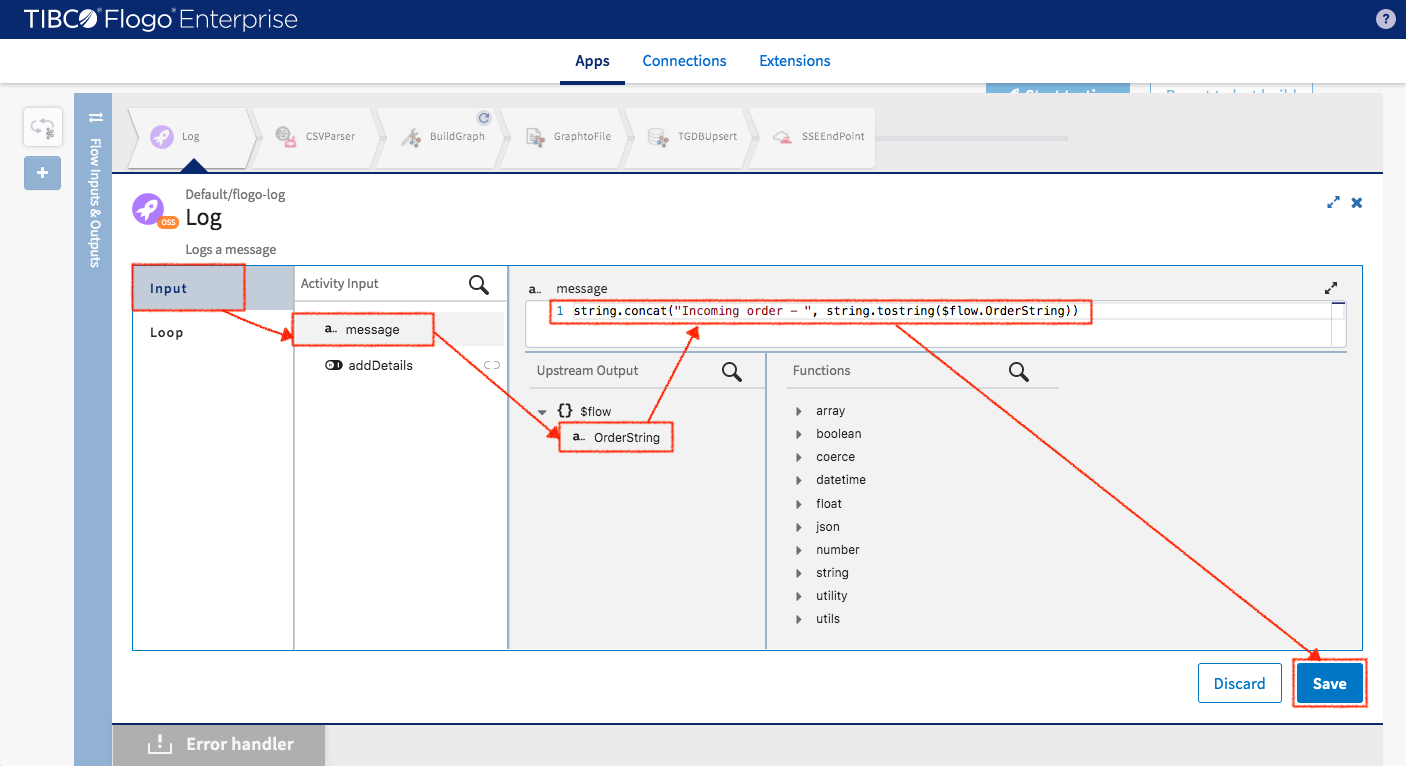 TIBCO® Flogo® Enterprise
?
Apps Connections Extensions
Flow Inputs & Outputs
Log CSVParser BuildGraph GraphtoFile TGDBUpsert SSEEndPoint
Default/flogo-log
OSS
Log
Logs a message
Input
Loop
Activity Input
a.. message
addDetails
a.. message
1 string.concat("Incoming order - ", string.tostring($flow.OrderString))
Upstream Output
{} $flow
a.. OrderString
Functions
array
boolean
coerce
datetime
float
json
number
string
utility
utils
Discard Save
Error handler